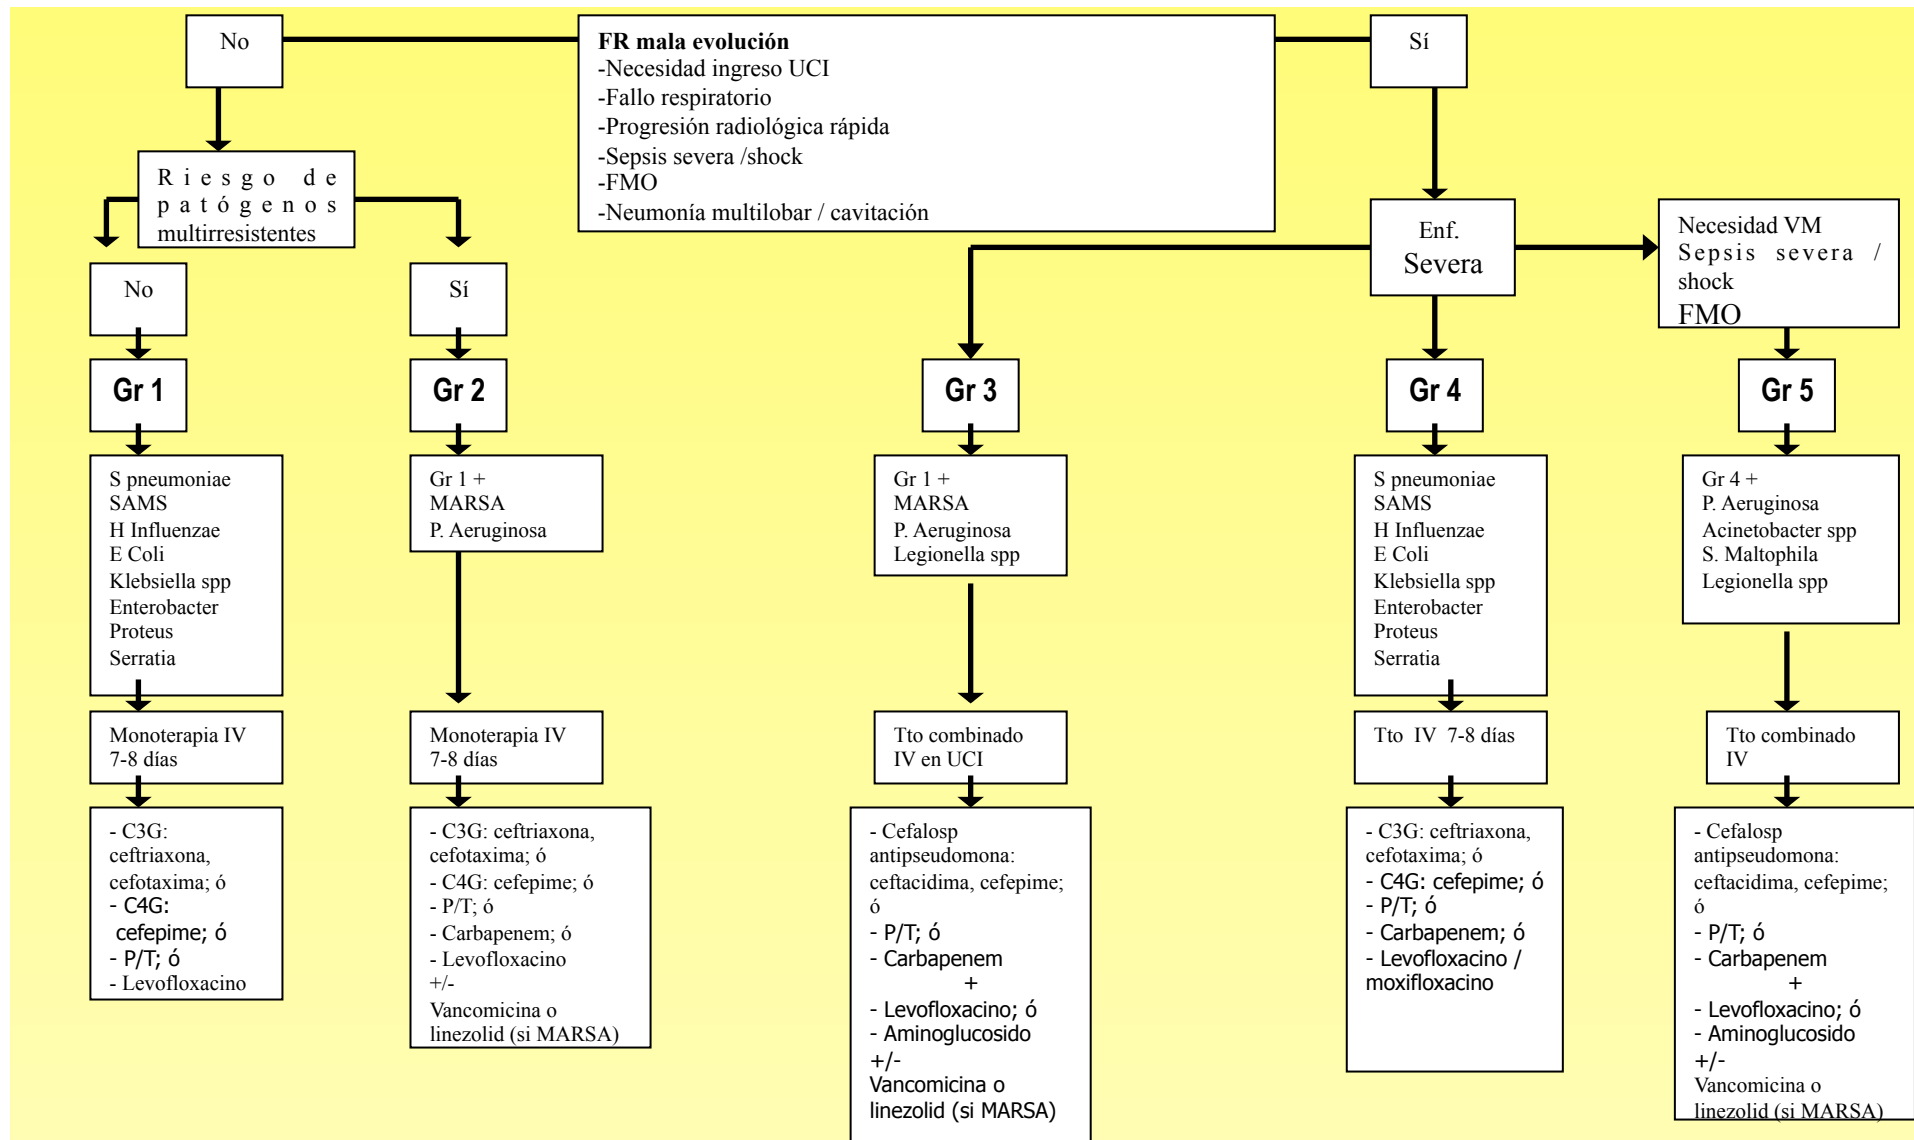 No
FR mala evolución
-Necesidad ingreso UCI
-Fallo respiratorio
-Progresión radiológica rápida
-Sepsis severa /shock
-FMO
-Neumonía multilobar / cavitación
Sí
Riesgo de
patógenos
multirresistentes
Enf.
Severa
Necesidad VM
Sepsis severa /
shock
FMO
No
Sí
Gr 1
Gr 2
Gr 3
Gr 4
Gr 5
S pneumoniae
SAMS
H Influenzae
E Coli
Klebsiella spp
Enterobacter
Proteus
Serratia
Gr 1 +
MARSA
P. Aeruginosa
Gr 1 +
MARSA
P. Aeruginosa
Legionella spp
S pneumoniae
SAMS
H Influenzae
E Coli
Klebsiella spp
Enterobacter
Proteus
Serratia
Gr 4 +
P. Aeruginosa
Acinetobacter spp
S. Maltophila
Legionella spp
Monoterapia IV
7-8 días
Monoterapia IV
7-8 días
Tto combinado
IV en UCI
Tto IV 7-8 días
Tto combinado
IV
- C3G:
ceftriaxona,
cefotaxima; ó
- C4G:
cefepime; ó
- P/T; ó
- Levofloxacino
- C3G: ceftriaxona,
cefotaxima; ó
- C4G: cefepime; ó
- P/T; ó
- Carbapenem; ó
- Levofloxacino
+/-
Vancomicina o
linezolid (si MARSA)
- Cefalosp
antipseudomona:
ceftacidima, cefepime;
ó
- P/T; ó
- Carbapenem
+
- Levofloxacino; ó
- Aminoglucosido
+/-
Vancomicina o
linezolid (si MARSA)
- C3G: ceftriaxona,
cefotaxima; ó
- C4G: cefepime; ó
- P/T; ó
- Carbapenem; ó
- Levofloxacino /
moxifloxacino
- Cefalosp
antipseudomona:
ceftacidima, cefepime;
ó
- P/T; ó
- Carbapenem
+
- Levofloxacino; ó
- Aminoglucosido
+/-
Vancomicina o
linezolid (si MARSA)